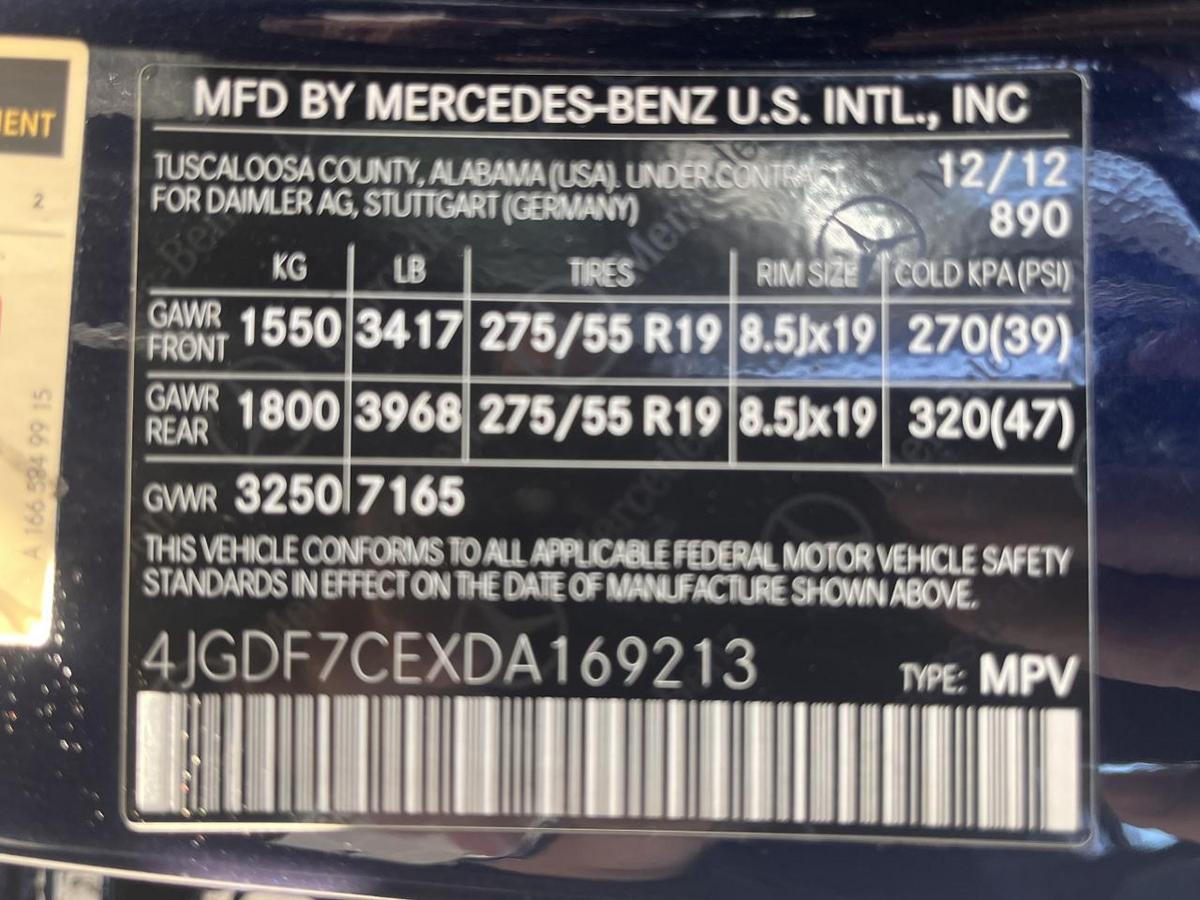 MFD BY MERCEDES-BENZ U.S. INTL., INC
TUSCALOOSA COUNTY, ALABAMA (USA). UNDER CONTRACT
FOR DAIMLER AG, STUTTGART (GERMANY)
12/12
890
KG LB TIRES RIM SIZE COLD KPA (PSI)
GAWR FRONT 1550 3417 275/55 R19 8.5Jx19 270(39)
GAWR REAR 1800 3968 275/55 R19 8.5Jx19 320(47)
GVWR 3250 7165
THIS VEHICLE CONFORMS TO ALL APPLICABLE FEDERAL MOTOR VEHICLE SAFETY
STANDARDS IN EFFECT ON THE DATE OF MANUFACTURE SHOWN ABOVE.
4JGDF7CEXDA169213
TYPE: MPV
2